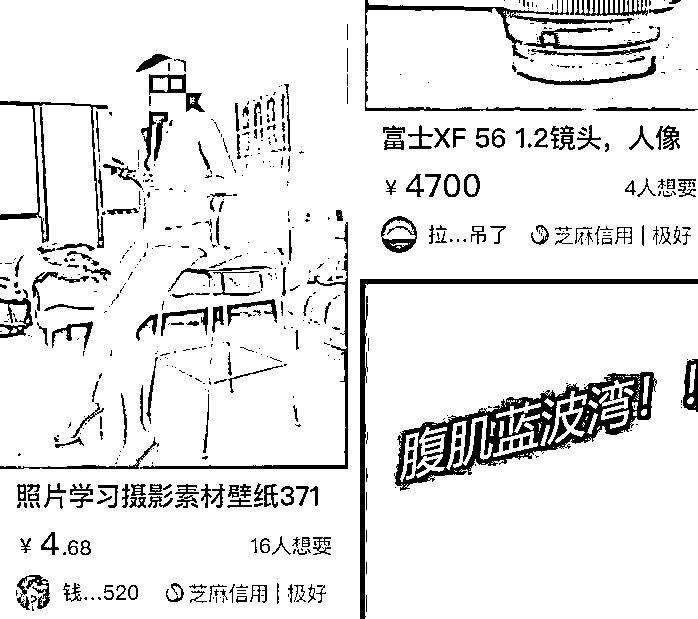 富士XF 56 1.2镜头，人像
¥ 4700
4人想要
拉...吊了
芝麻信用 | 极好
腹肌蓝波湾！！
照片学习摄影素材壁纸371
¥ 4.68
16人想要
钱...520
芝麻信用 | 极好